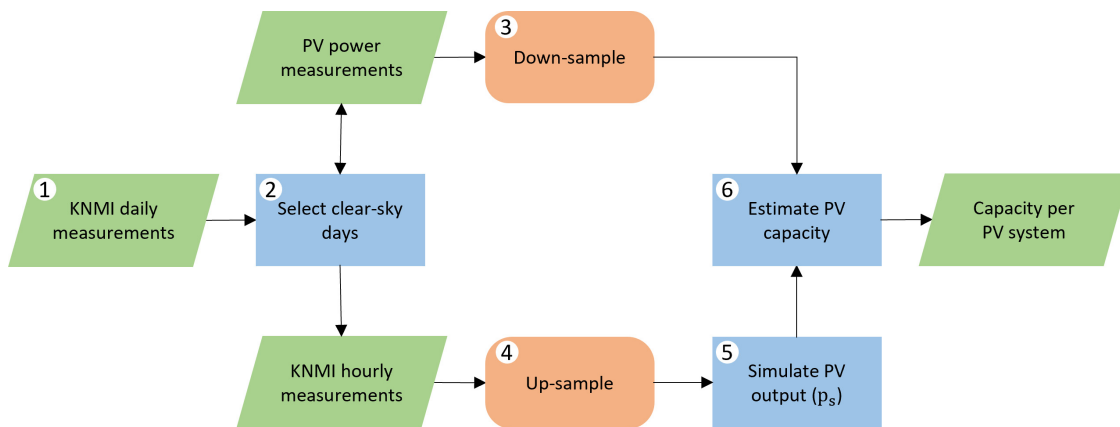 PV power
measurements
3
Down-sample
1
KNMI daily
measurements
2
Select clear-sky
days
6
Estimate PV
capacity
Capacity per
PV system
KNMI hourly
measurements
4
Up-sample
5
Simulate PV
output (pₛ)